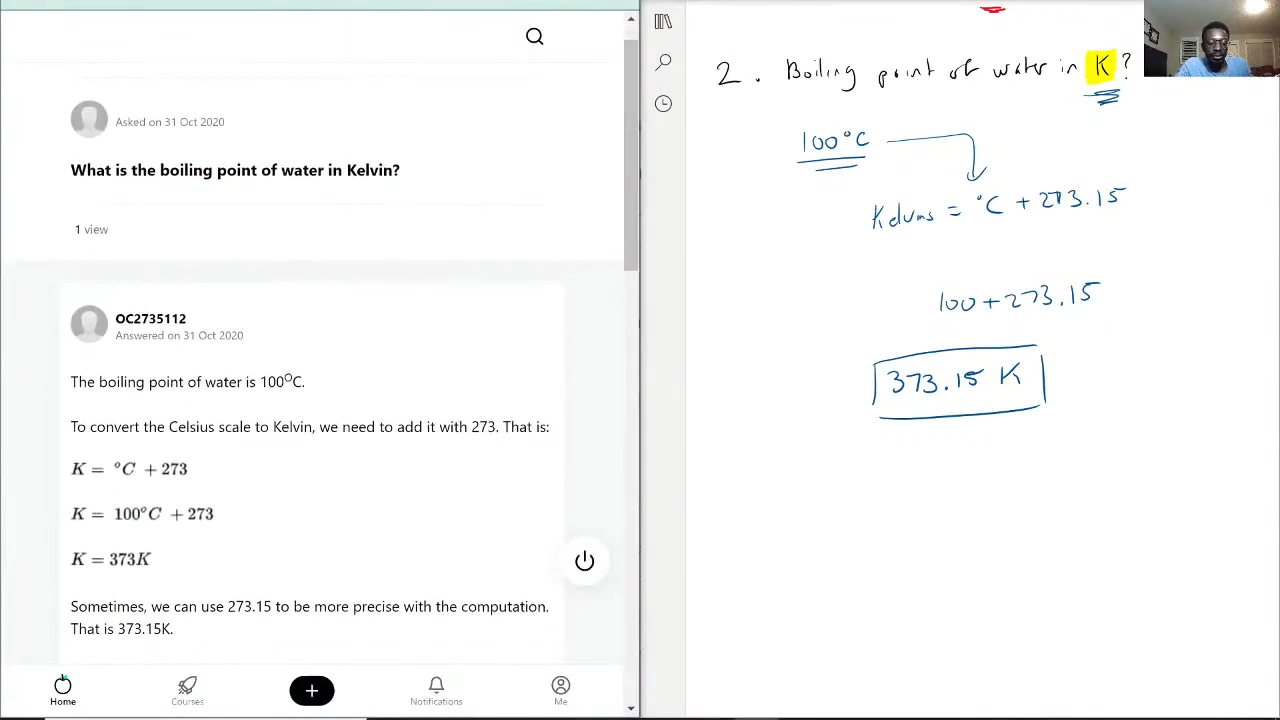 Asked on 31 Oct 2020
What is the boiling point of water in Kelvin?
1 view
OC2735112
Answered on 31 Oct 2020
The boiling point of water is 100⁰C.
To convert the Celsius scale to Kelvin, we need to add it with 273. That is:
K = °C + 273
K = 100°C + 273
K = 373K
Sometimes, we can use 273.15 to be more precise with the computation.
That is 373.15K.
Home
Courses
Notifications
Me
2. Boiling point of water in K?
100°C
Kelvins = °C + 273.15
100 + 273.15
373.15 K